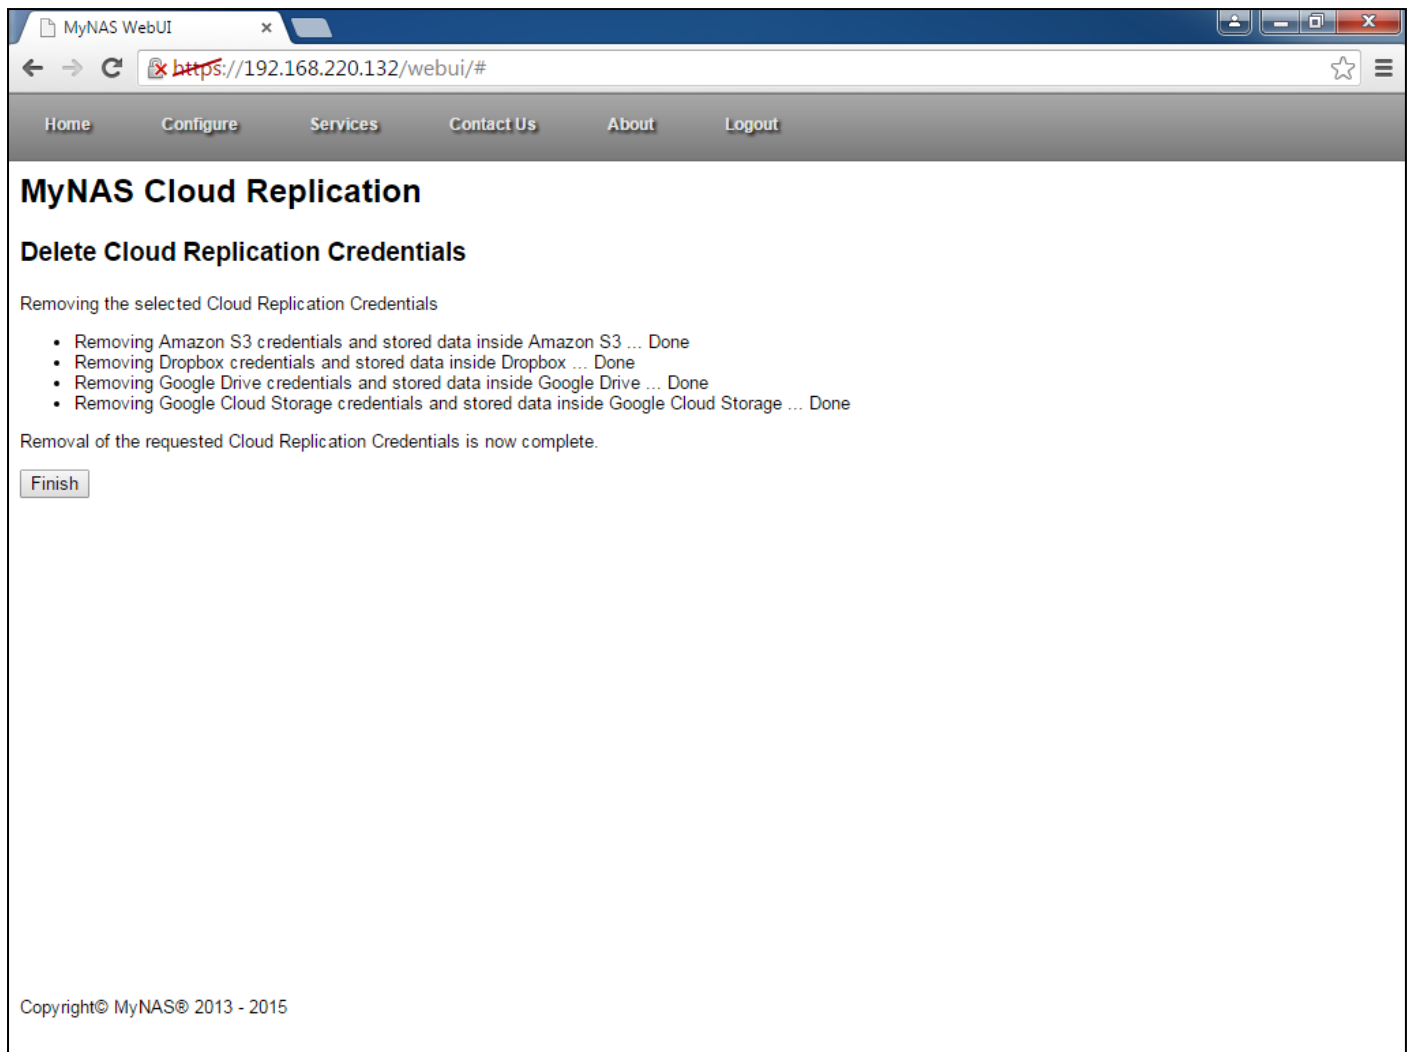 MyNAS WebUI
https://192.168.220.132/webui/#
Home Configure Services Contact Us About Logout
MyNAS Cloud Replication
Delete Cloud Replication Credentials
Removing the selected Cloud Replication Credentials
• Removing Amazon S3 credentials and stored data inside Amazon S3 ... Done
• Removing Dropbox credentials and stored data inside Dropbox ... Done
• Removing Google Drive credentials and stored data inside Google Drive ... Done
• Removing Google Cloud Storage credentials and stored data inside Google Cloud Storage ... Done
Removal of the requested Cloud Replication Credentials is now complete.
Finish
Copyright© MyNAS® 2013 - 2015